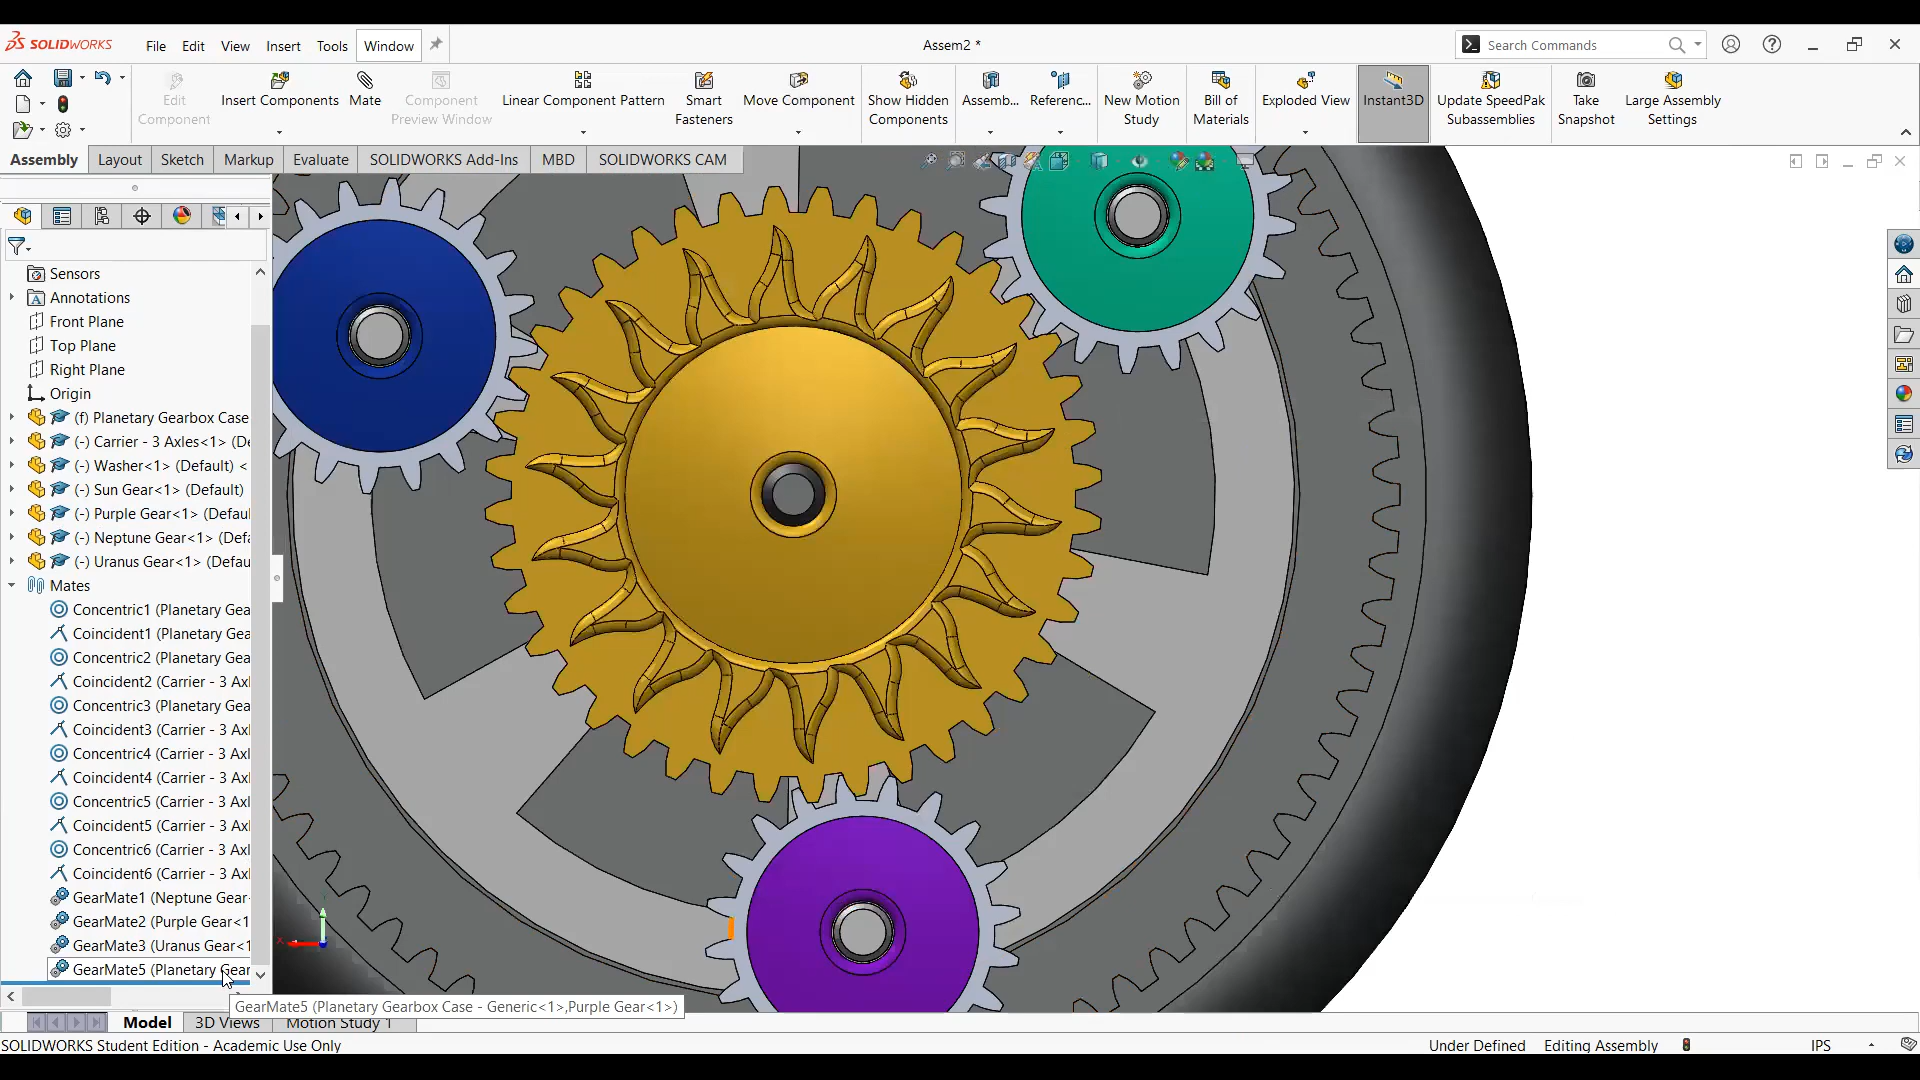 SOLIDWORKS
File Edit View Insert Tools Window
Assem2 *
Search Commands
Edit Component
Insert Components
Mate
Component Preview Window
Linear Component Pattern
Smart Fasteners
Move Component
Show Hidden Components
Assemb...
Referenc...
New Motion Study
Bill of Materials
Exploded View
Instant3D
Update SpeedPak Subassemblies
Take Snapshot
Large Assembly Settings
Assembly Layout Sketch Markup Evaluate SOLIDWORKS Add-Ins MBD SOLIDWORKS CAM
Sensors
Annotations
Front Plane
Top Plane
Right Plane
Origin
(f) Planetary Gearbox Case
(-) Carrier - 3 Axles<1> (De
(-) Washer<1> (Default) <
(-) Sun Gear<1> (Default)
(-) Purple Gear<1> (Defaul
(-) Neptune Gear<1> (Defa
(-) Uranus Gear<1> (Defau
Mates
Concentric1 (Planetary Gea
Coincident1 (Planetary Gea
Concentric2 (Planetary Gea
Coincident2 (Carrier - 3 Axl
Concentric3 (Planetary Gea
Coincident3 (Carrier - 3 Axl
Concentric4 (Carrier - 3 Axl
Coincident4 (Carrier - 3 Axl
Concentric5 (Carrier - 3 Axl
Coincident5 (Carrier - 3 Axl
Concentric6 (Carrier - 3 Axl
Coincident6 (Carrier - 3 Axl
GearMate1 (Neptune Gear
GearMate2 (Purple Gear<1
GearMate3 (Uranus Gear<1
GearMate5 (Planetary Gear
GearMate5 (Planetary Gearbox Case - Generic<1>,Purple Gear<1>)
Model 3D Views Motion Study 1
SOLIDWORKS Student Edition - Academic Use Only
Under Defined Editing Assembly IPS